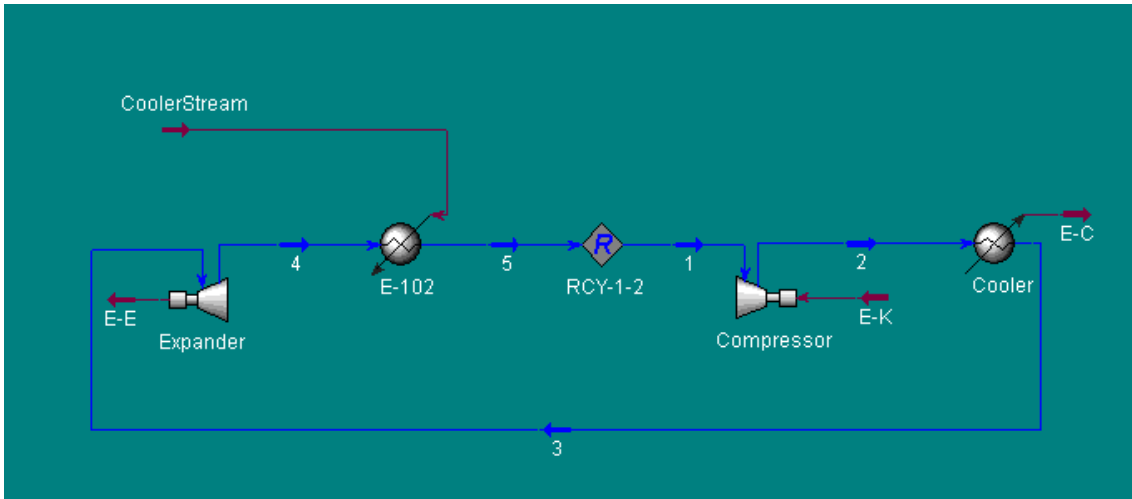 CoolerStream
4
E-102
5
R
RCY-1-2
1
2
E-C
Cooler
E-E
Expander
E-K
Compressor
3